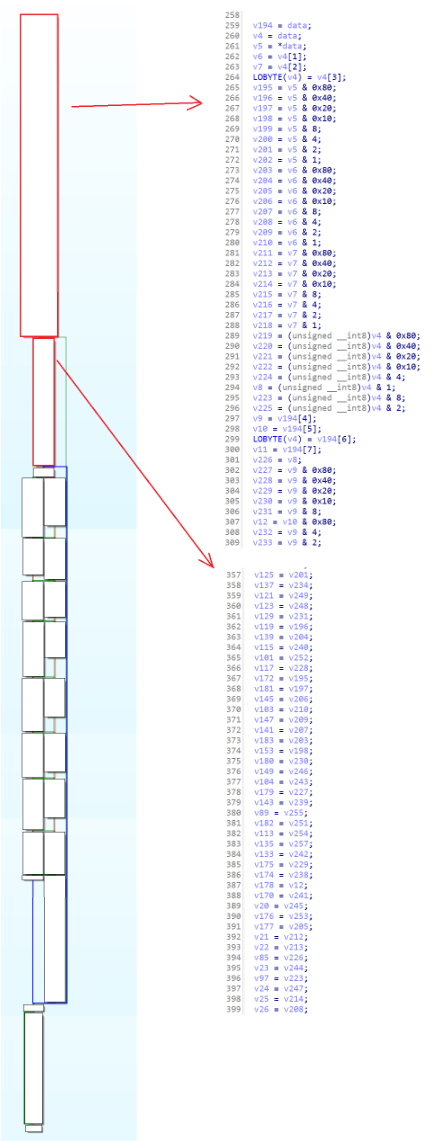 258
259 v194 = data;
260 v4 = data;
261 v5 = *data;
262 v6 = v4[1];
263 v7 = v4[2];
264 LOBYTE(v4) = v4[3];
265 v195 = v5 & 0x80;
266 v196 = v5 & 0x40;
267 v197 = v5 & 0x20;
268 v198 = v5 & 0x10;
269 v199 = v5 & 8;
270 v200 = v5 & 4;
271 v201 = v5 & 2;
272 v202 = v5 & 1;
273 v203 = v6 & 0x80;
274 v204 = v6 & 0x40;
275 v205 = v6 & 0x20;
276 v206 = v6 & 0x10;
277 v207 = v6 & 8;
278 v208 = v6 & 4;
279 v209 = v6 & 2;
280 v210 = v6 & 1;
281 v211 = v7 & 0x80;
282 v212 = v7 & 0x40;
283 v213 = v7 & 0x20;
284 v214 = v7 & 0x10;
285 v215 = v7 & 8;
286 v216 = v7 & 4;
287 v217 = v7 & 2;
288 v218 = v7 & 1;
289 v219 = (unsigned __int8)v4 & 0x80;
290 v220 = (unsigned __int8)v4 & 0x40;
291 v221 = (unsigned __int8)v4 & 0x20;
292 v222 = (unsigned __int8)v4 & 0x10;
293 v224 = (unsigned __int8)v4 & 4;
294 v8 = (unsigned __int8)v4 & 1;
295 v223 = (unsigned __int8)v4 & 8;
296 v225 = (unsigned __int8)v4 & 2;
297 v9 = v194[4];
298 v10 = v194[5];
299 LOBYTE(v4) = v194[6];
300 v11 = v194[7];
301 v226 = v8;
302 v227 = v9 & 0x80;
303 v228 = v9 & 0x40;
304 v229 = v9 & 0x20;
305 v230 = v9 & 0x10;
306 v231 = v9 & 8;
307 v12 = v10 & 0x80;
308 v232 = v9 & 4;
309 v233 = v9 & 2;
357 v125 = v201;
358 v137 = v234;
359 v121 = v249;
360 v123 = v248;
361 v129 = v231;
362 v119 = v196;
363 v139 = v204;
364 v115 = v240;
365 v101 = v252;
366 v117 = v228;
367 v172 = v195;
368 v181 = v197;
369 v145 = v206;
370 v103 = v210;
371 v147 = v209;
372 v141 = v207;
373 v183 = v203;
374 v153 = v198;
375 v180 = v230;
376 v149 = v246;
377 v104 = v243;
378 v179 = v227;
379 v143 = v239;
380 v89 = v255;
381 v182 = v251;
382 v113 = v254;
383 v135 = v257;
384 v133 = v242;
385 v175 = v229;
386 v174 = v238;
387 v178 = v12;
388 v170 = v241;
389 v20 = v245;
390 v176 = v253;
391 v177 = v205;
392 v21 = v212;
393 v22 = v213;
394 v85 = v226;
395 v23 = v244;
396 v97 = v223;
397 v24 = v247;
398 v25 = v214;
399 v26 = v208;